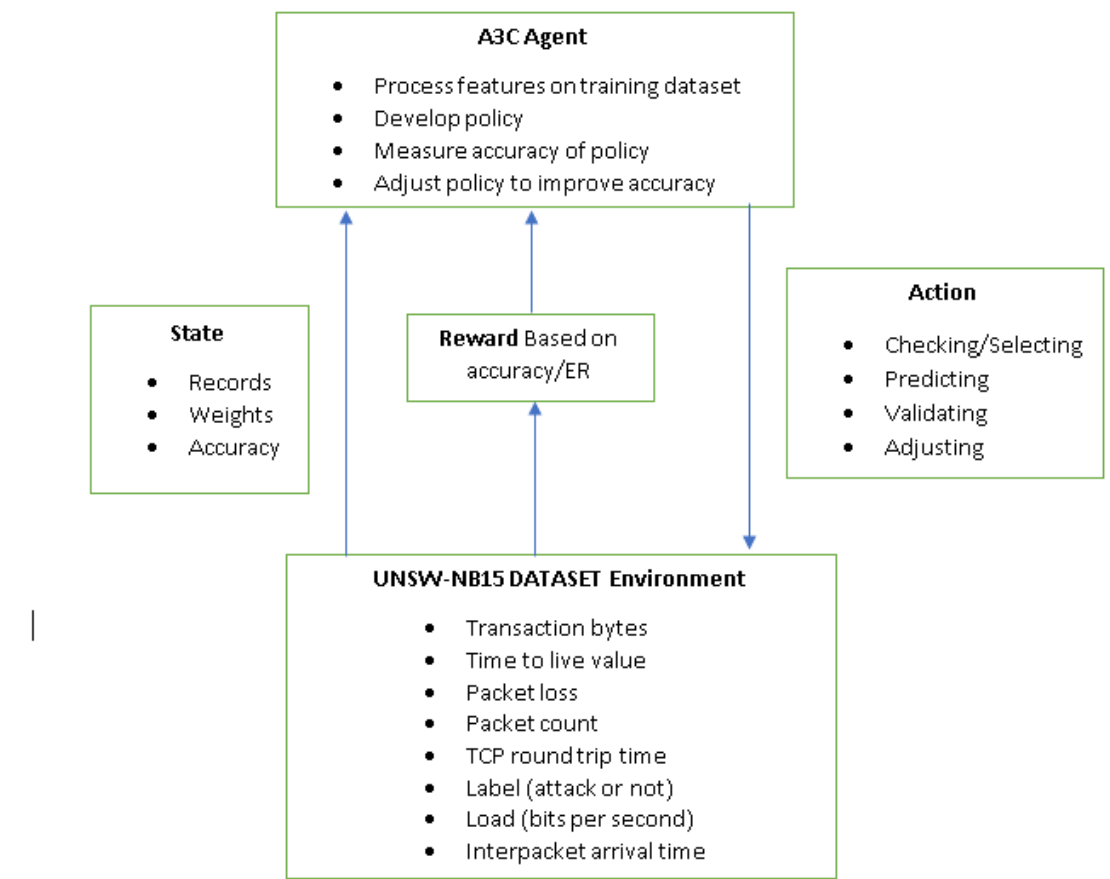 A3C Agent
• Process features on training dataset
• Develop policy
• Measure accuracy of policy
• Adjust policy to improve accuracy
State
• Records
• Weights
• Accuracy
Reward Based on
accuracy/ER
Action
• Checking/Selecting
• Predicting
• Validating
• Adjusting
UNSW-NB15 DATASET Environment
• Transaction bytes
• Time to live value
• Packet loss
• Packet count
• TCP round trip time
• Label (attack or not)
• Load (bits per second)
• Interpacket arrival time